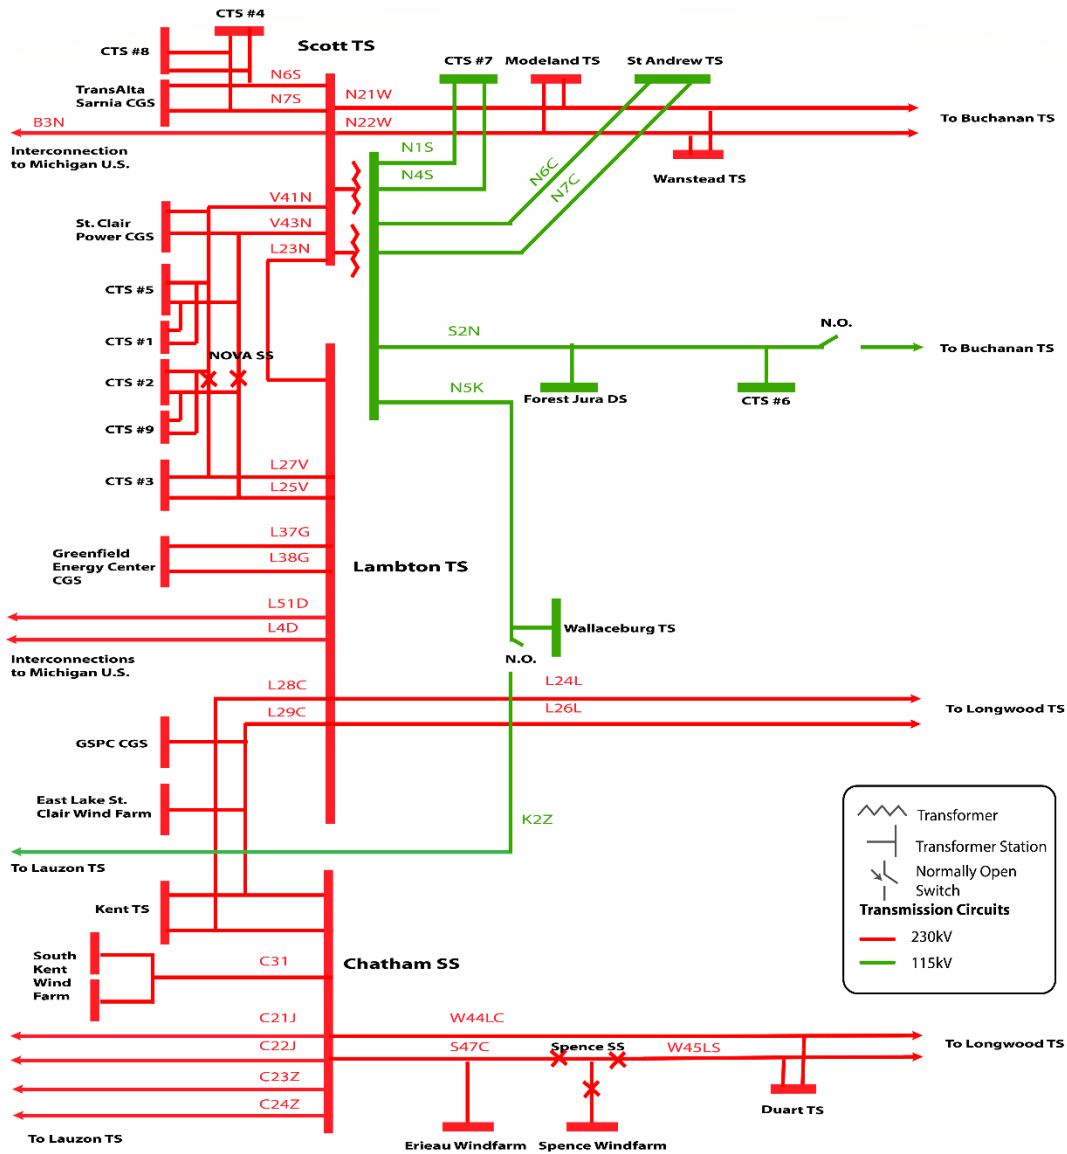 CTS #4
CTS #8
Scott TS
CTS #7
Modeland TS
St Andrew TS
N6S
TransAlta
Sarnia CGS
N7S
N21W
B3N
N22W
To Buchanan TS
Interconnection
to Michigan U.S.
N1S
N4S
N6C
N7C
Wanstead TS
V41N
St. Clair
Power CGS
V43N
L23N
CTS #5
CTS #1
NOVA SS
CTS #2
CTS #9
S2N
N.O.
To Buchanan TS
N5K
Forest Jura DS
CTS #6
L27V
CTS #3
L25V
L37G
Greenfield
Energy Center
CGS
L38G
Lambton TS
L51D
L4D
Wallaceburg TS
Interconnections
to Michigan U.S.
N.O.
L28C
L24L
L29C
L26L
To Longwood TS
GSPC CGS
East Lake St.
Clair Wind Farm
K2Z
To Lauzon TS
Transformer
Transformer Station
Normally Open
Switch
Transmission Circuits
230kV
115kV
Kent TS
South
Kent
Wind
Farm
C31
Chatham SS
C21J
W44LC
C22J
S47C
Spence SS
W45LS
To Longwood TS
C23Z
C24Z
Duart TS
To Lauzon TS
Erieau Windfarm
Spence Windfarm